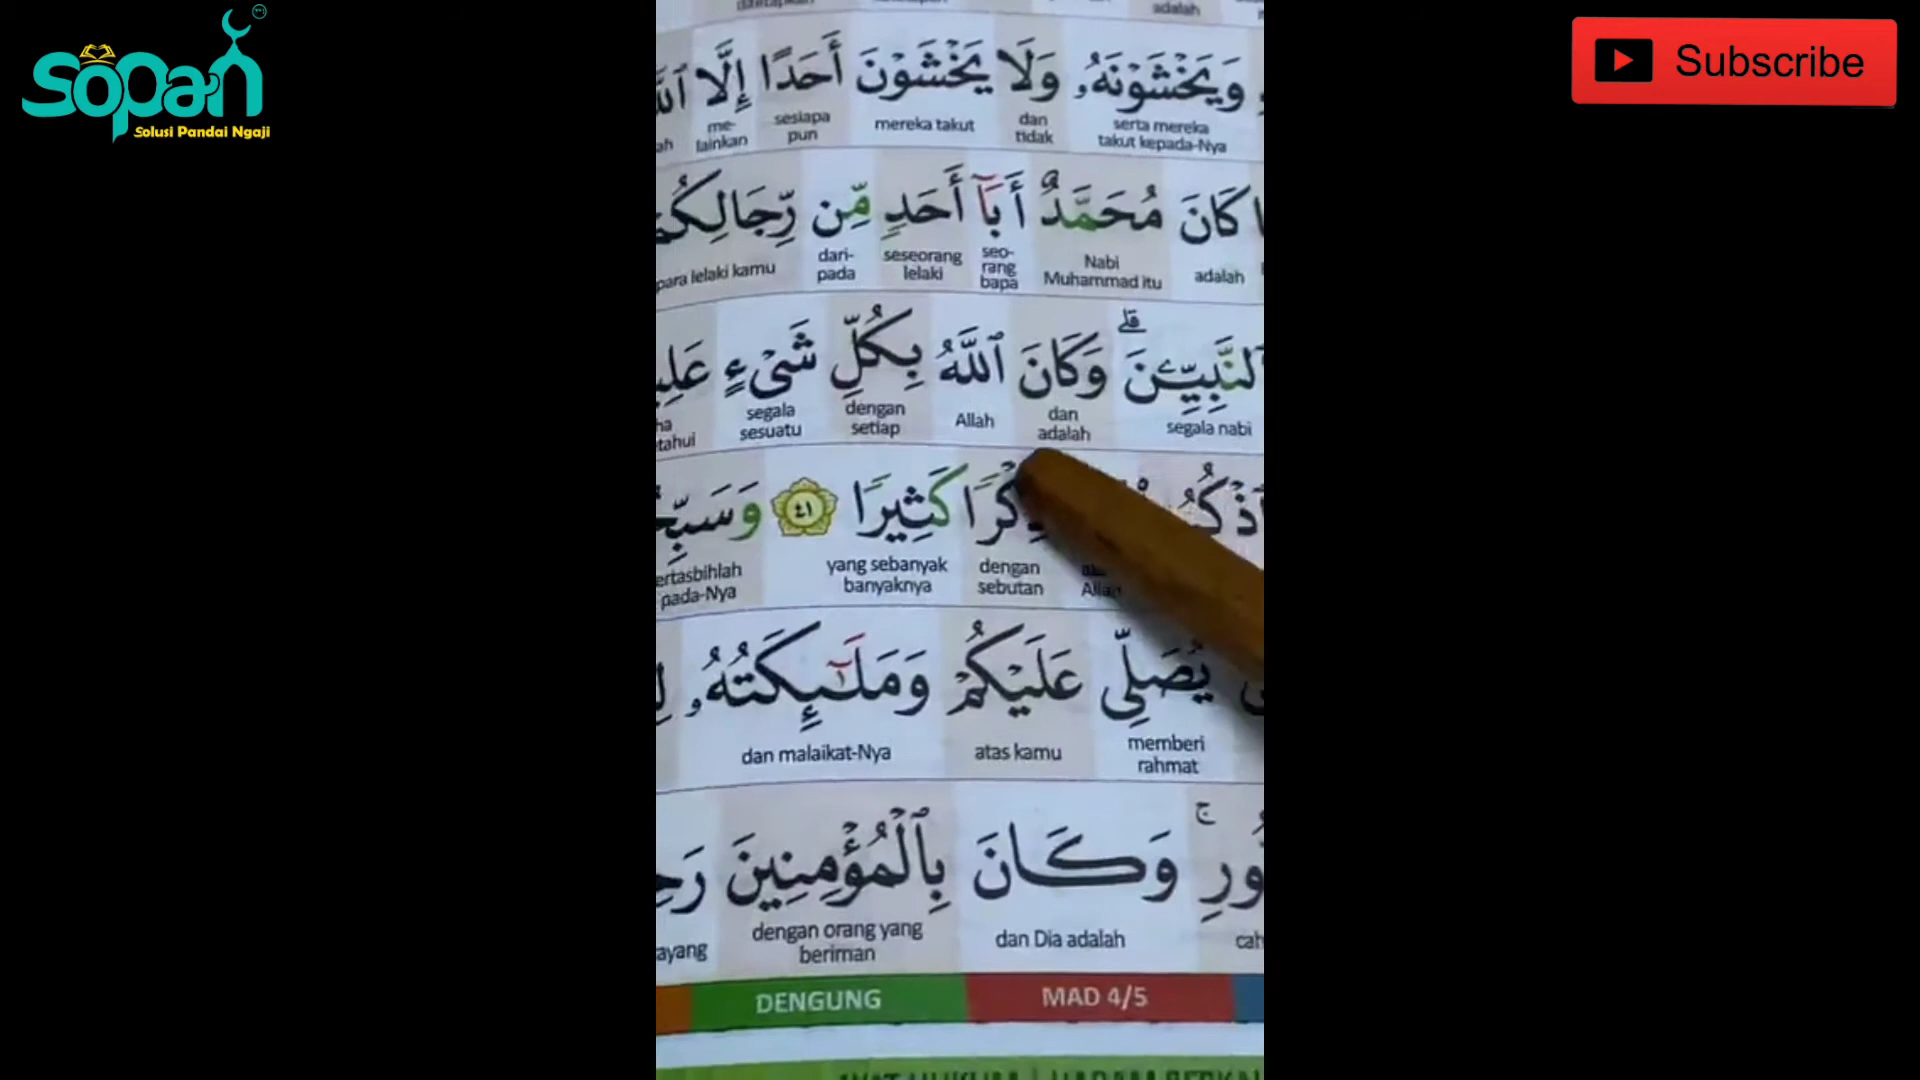 Sopan
Solusi Pandai Ngaji
Subscribe
adalah
وَيَخْشَوْنَهُۥ وَلَا يَخْشَوْنَ أَحَدًا إِلَّا
serta mereka takut kepada-Nya
dan tidak
mereka takut
sesiapa pun
me-lainkan
كَانَ مُحَمَّدٌ أَبَآ أَحَدٍ مِّن رِّجَالِكُمْ
adalah
Nabi Muhammad itu
seo-rang bapa
seseorang lelaki
dari-pada
para lelaki kamu
ٱلنَّبِيِّـۧنَ ۗ وَكَانَ ٱللَّهُ بِكُلِّ شَىْءٍ
segala nabi
dan adalah
Allah
dengan setiap
segala sesuatu
tahui
كَثِيرًا ٤١
Allah
dengan sebutan
yang sebanyak banyaknya
ertasbihlah pada-Nya
يُصَلِّى عَلَيْكُمْ وَمَلَـٰٓئِكَتُهُۥ
memberi rahmat
atas kamu
dan malaikat-Nya
ۚ وَكَانَ بِٱلْمُؤْمِنِينَ
dan Dia adalah
dengan orang yang beriman
ayang
DENGUNG
MAD 4/5